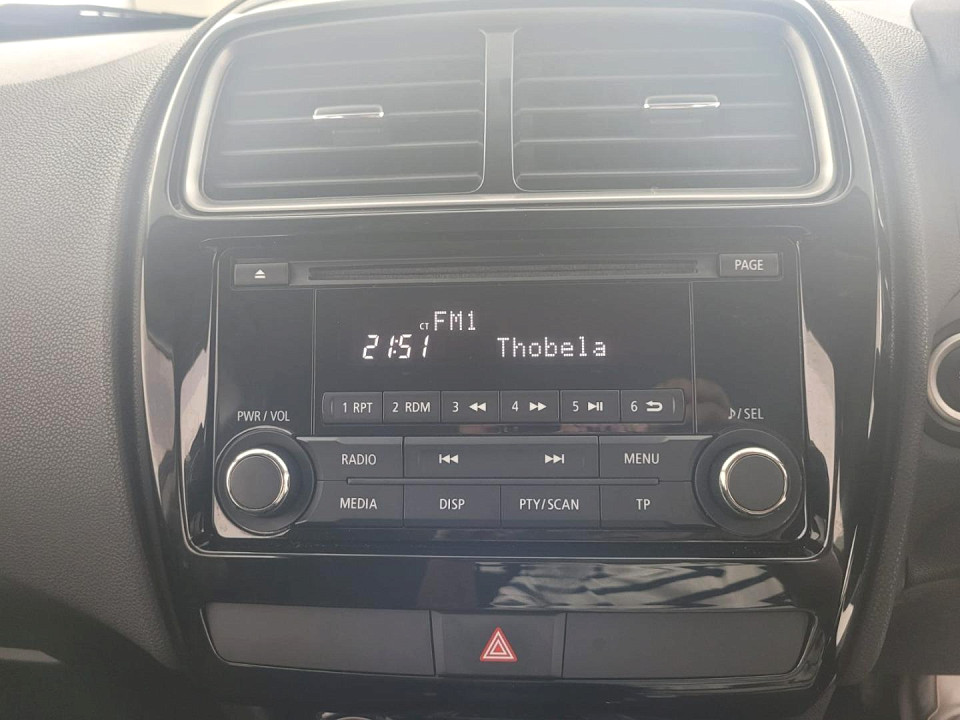 PAGE
CT FM1
21:51 Thobela
1 RPT 2 RDM 3 4 5 6
PWR / VOL
/ SEL
RADIO MENU
MEDIA DISP PTY/SCAN TP